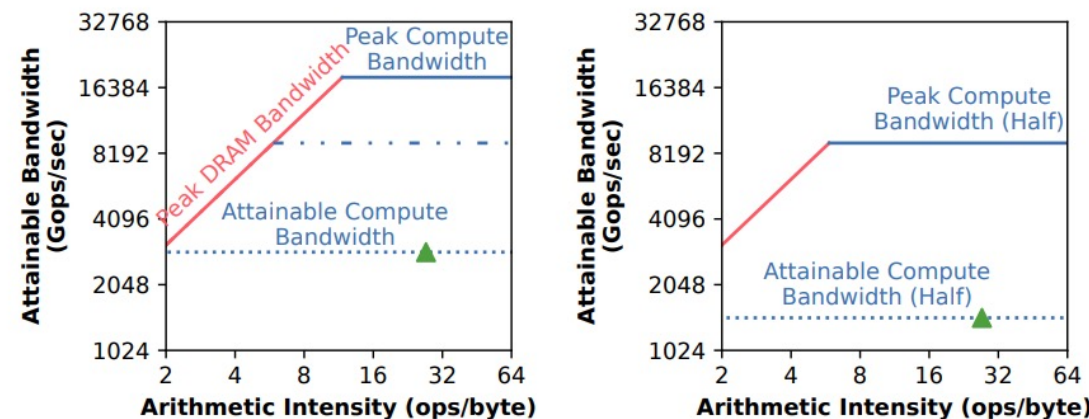 Attainable Bandwidth
(Gops/sec)
32768
16384
8192
4096
2048
1024
Peak DRAM Bandwidth
Peak Compute
Bandwidth
Attainable Compute
Bandwidth
2 4 8 16 32 64
Arithmetic Intensity (ops/byte)
Attainable Bandwidth
(Gops/sec)
32768
16384
8192
4096
2048
1024
Peak Compute
Bandwidth (Half)
Attainable Compute
Bandwidth (Half)
2 4 8 16 32 64
Arithmetic Intensity (ops/byte)